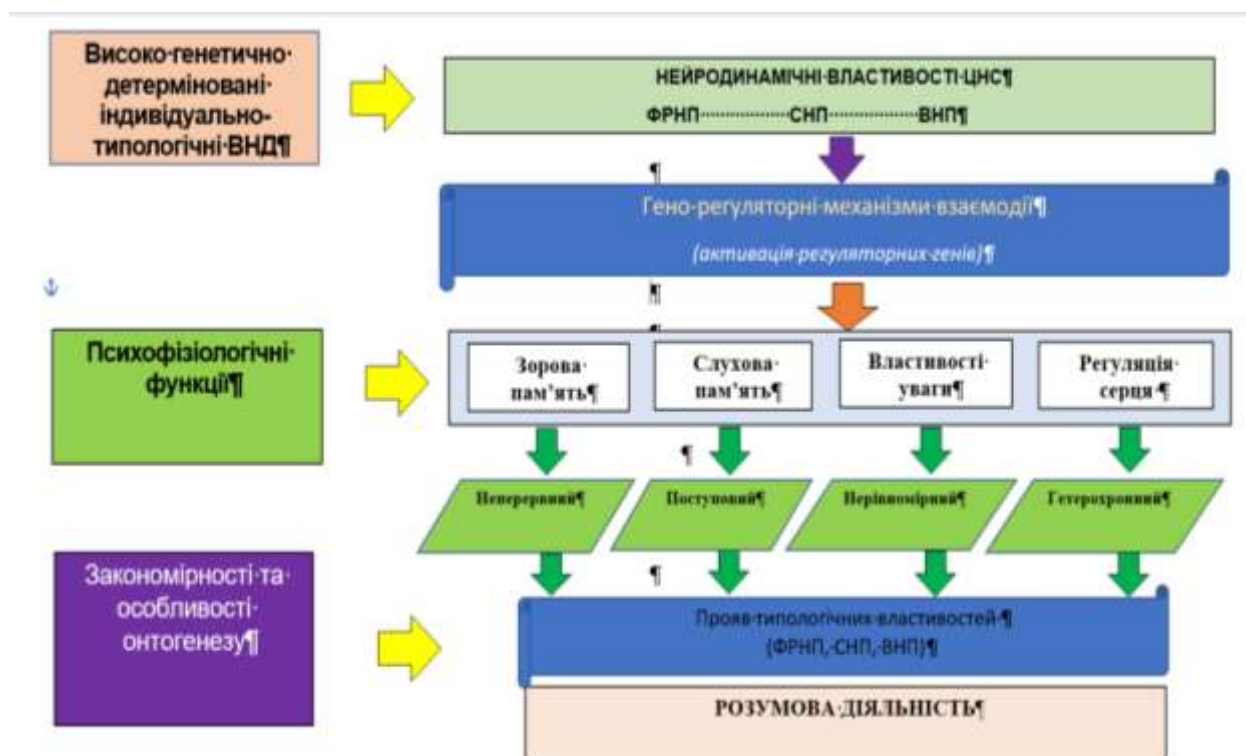 Високо·генетично·
детерміновані·
індивідуально-
типологічні·ВНД¶
НЕЙРОДИНАМІЧНІ·ВЛАСТИВОСТІ·ЦНС¶
ФРНП·················СНП·················ВНП¶
¶
Гено-регуляторні·механізми·взаємодії¶
(активація·регуляторних·генів)¶
¶
¶
Психофізіологічні·
функції¶
Зорова·
пам’ять¶
Слухова·
пам’ять¶
Властивості·
уваги¶
Регуляція·
серця·¶
¶
Неперервний¶
Поступовий¶
Нерівномірний¶
Гетерохронний¶
¶
Закономірності·та·
особливості·
онтогенезу¶
Прояв·типологічних·властивостей·¶
(ФРНП,·СНП,·ВНП)¶
РОЗУМОВА·ДІЯЛЬНІСТЬ¶